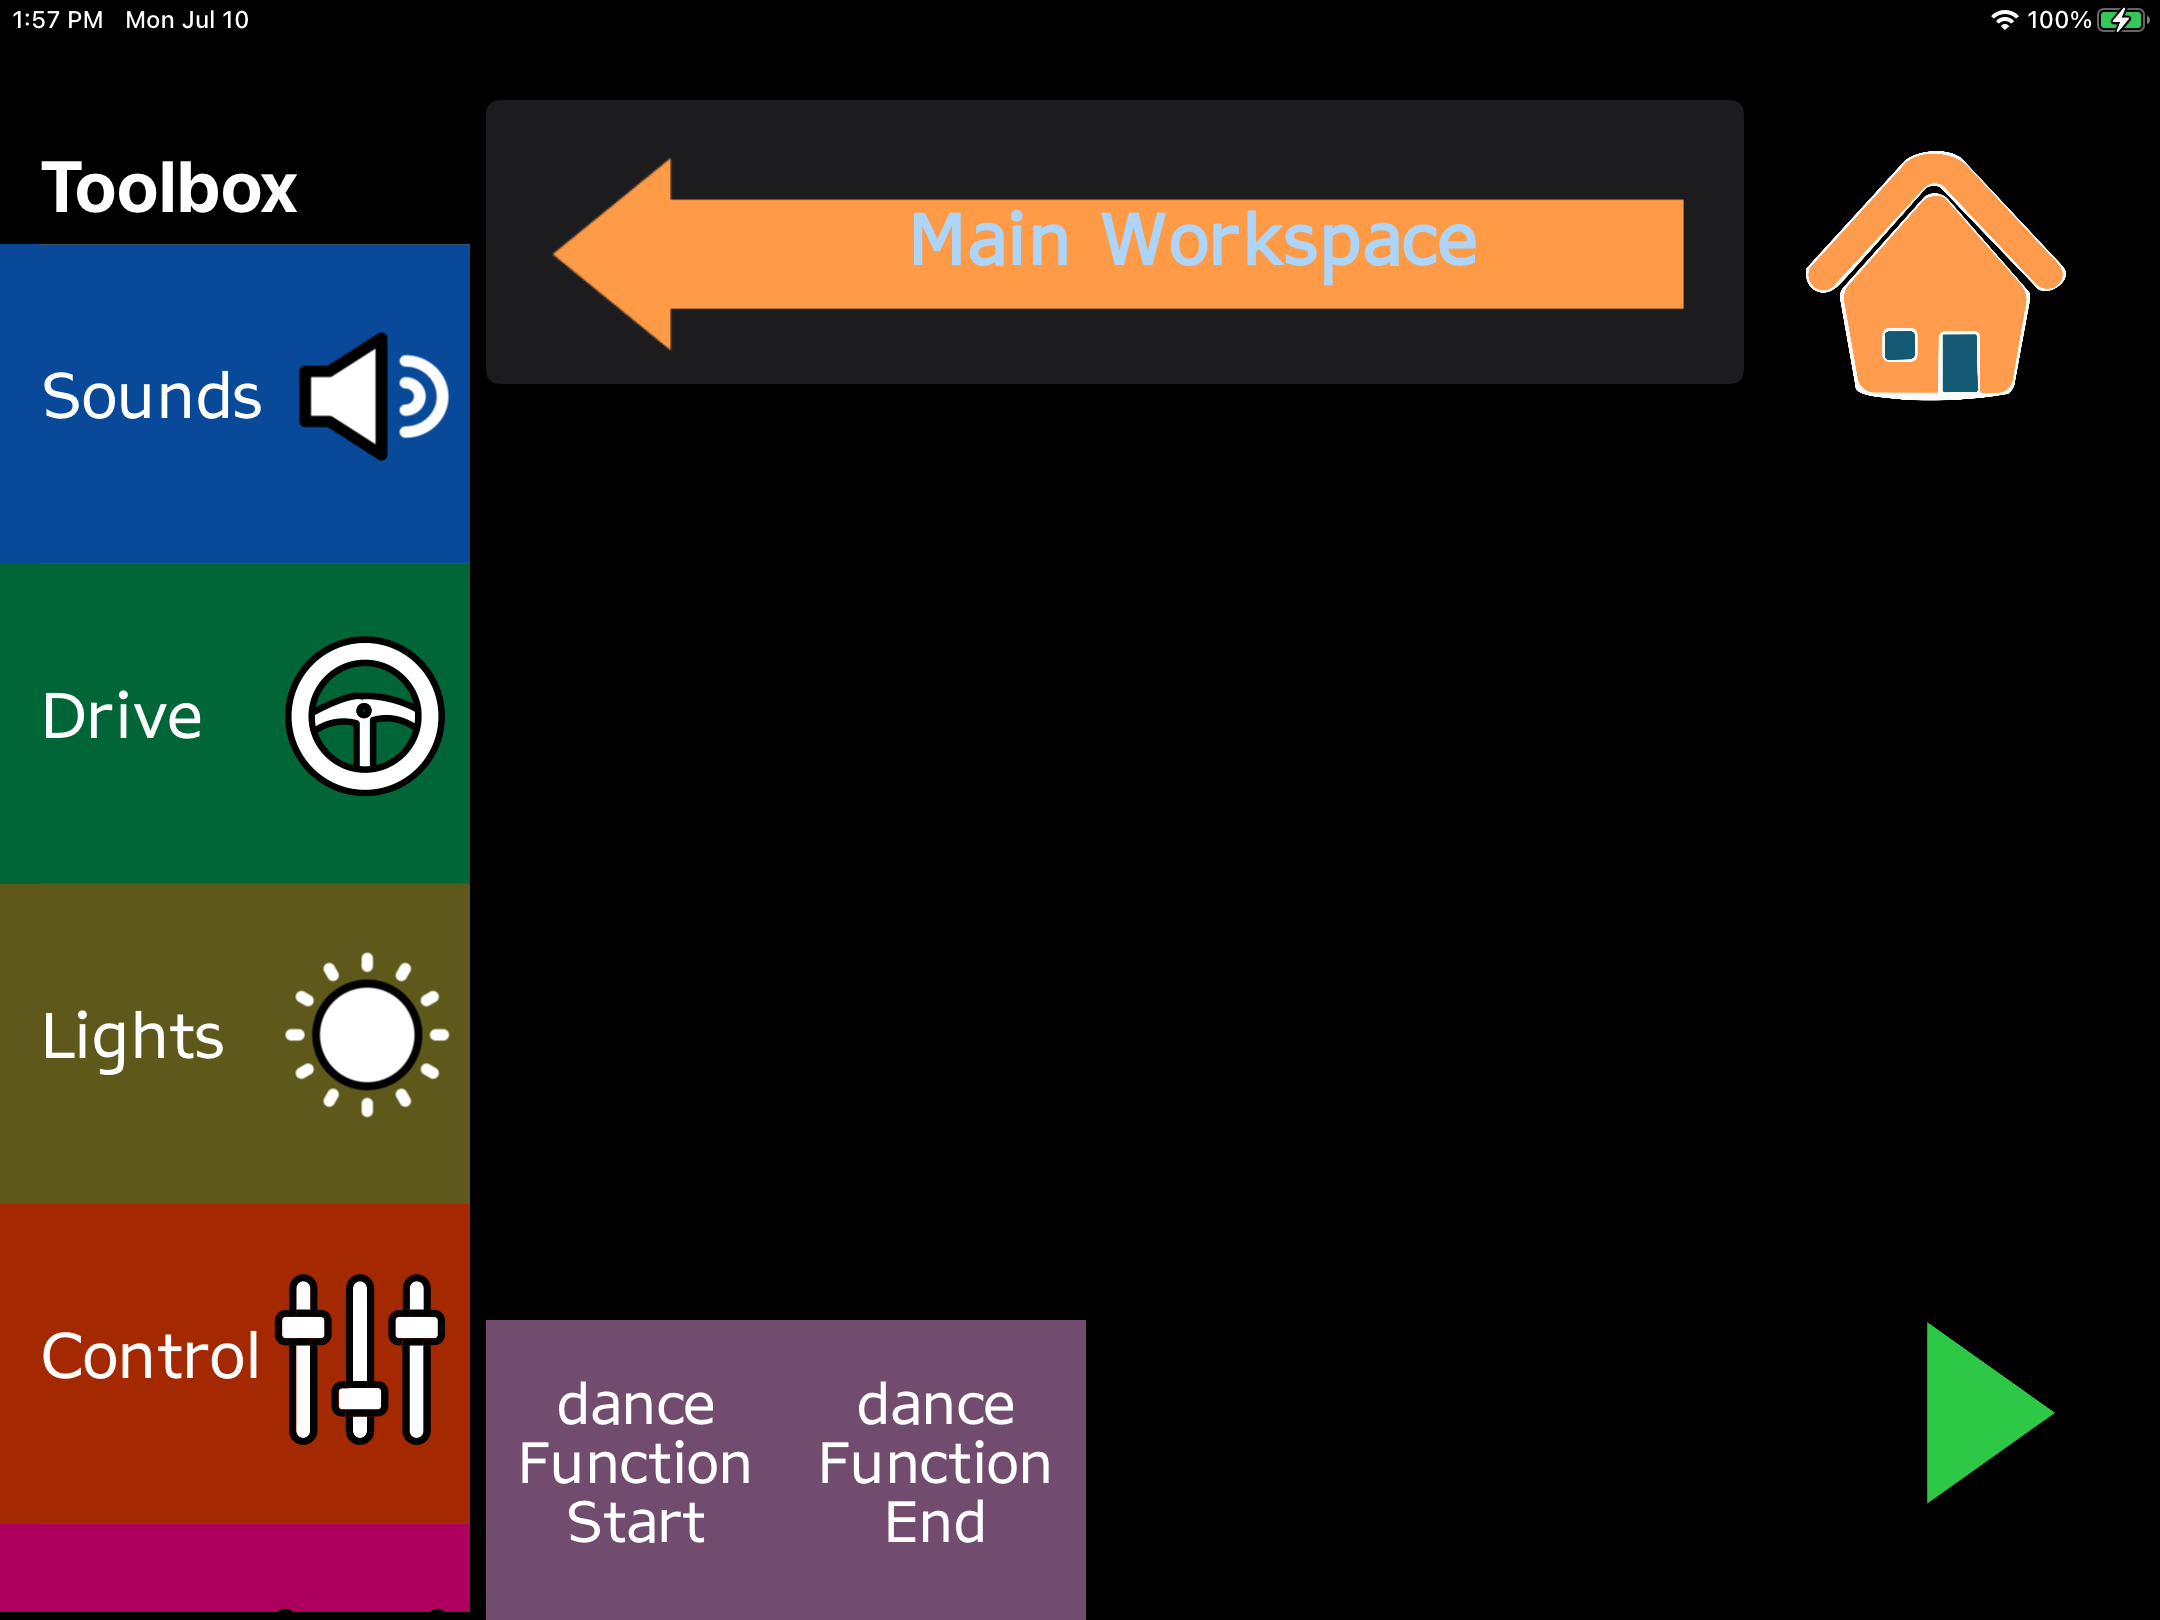 1:57 PM Mon Jul 10
100%
Toolbox
Main Workspace
Sounds
Drive
Lights
Control
dance
Function
Start
dance
Function
End